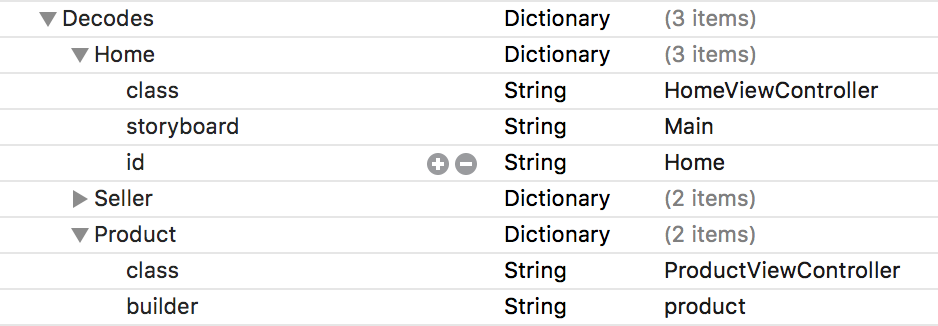 Decodes Dictionary (3 items)
Home Dictionary (3 items)
class String HomeViewController
storyboard String Main
id String Home
Seller Dictionary (2 items)
Product Dictionary (2 items)
class String ProductViewController
builder String product